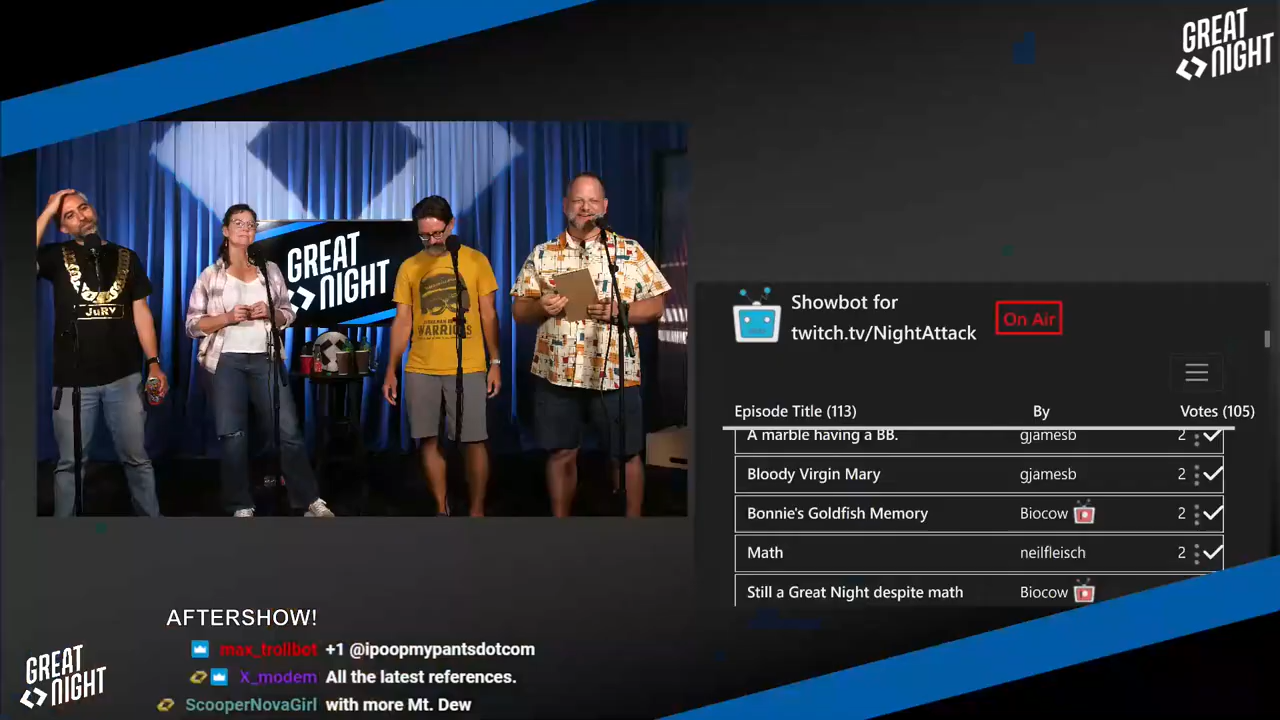 GREAT
NIGHT
JURY
GREAT
NIGHT
WARRIORS
Showbot for
twitch.tv/NightAttack
On Air
Episode Title (113) By Votes (105)
A marble having a BB. gjamesb 2
Bloody Virgin Mary gjamesb 2
Bonnie's Goldfish Memory Biocow 2
Math neilfleisch 2
Still a Great Night despite math Biocow
AFTERSHOW!
max_trollbot +1 @ipoopmypantsdotcom
X_modem All the latest references.
ScooperNovaGirl with more Mt. Dew
GREAT
NIGHT